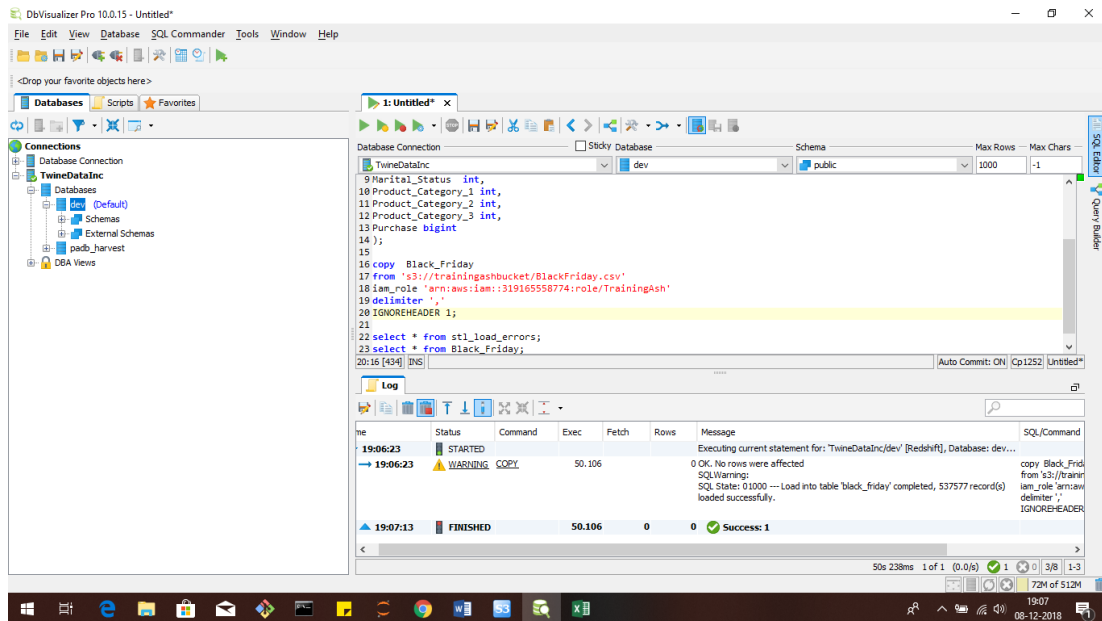 DbVisualizer Pro 10.0.15 - Untitled*
File Edit View Database SQL Commander Tools Window Help
<Drop your favorite objects here>
Databases Scripts Favorites
Connections
Database Connection
TwineDataInc
Databases
dev (Default)
Schemas
External Schemas
padb_harvest
DBA Views
1: Untitled*
Database Connection Sticky Database Schema Max Rows Max Chars
TwineDataInc dev public 1000 -1
9 Marital_Status int,
10 Product_Category_1 int,
11 Product_Category_2 int,
12 Product_Category_3 int,
13 Purchase bigint
14 );
15
16 copy Black_Friday
17 from 's3://trainingashbucket/BlackFriday.csv'
18 iam_role 'arn:aws:iam::319165558774:role/TrainingAsh'
19 delimiter ','
20 IGNOREHEADER 1;
21
22 select * from stl_load_errors;
23 select * from Black_Friday;
20:16 [434] INS Auto Commit: ON Cp1252 Untitled*
SQL Editor
Query Builder
Log
me Status Command Exec Fetch Rows Message SQL/Command
19:06:23 STARTED Executing current statement for: 'TwineDataInc/dev' [Redshift], Database: dev...
19:06:23 WARNING COPY 50.106 0 OK. No rows were affected copy Black_Frid
SQLWarning: from 's3://trainin
SQL State: 01000 --- Load into table 'black_friday' completed, 537577 record(s) iam_role 'arn:aw
loaded successfully. delimiter ','
IGNOREHEADER
19:07:13 FINISHED 50.106 0 0 Success: 1
50s 238ms 1 of 1 (0.0/s) 1 0 3/8 1-3
72M of 512M
19:07
08-12-2018